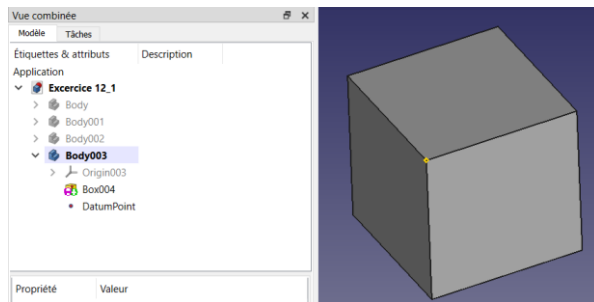 Vue combinée
Modèle Tâches
Étiquettes & attributs Description
Application
Excercice 12_1
Body
Body001
Body002
Body003
Origin003
Box004
DatumPoint
Propriété Valeur